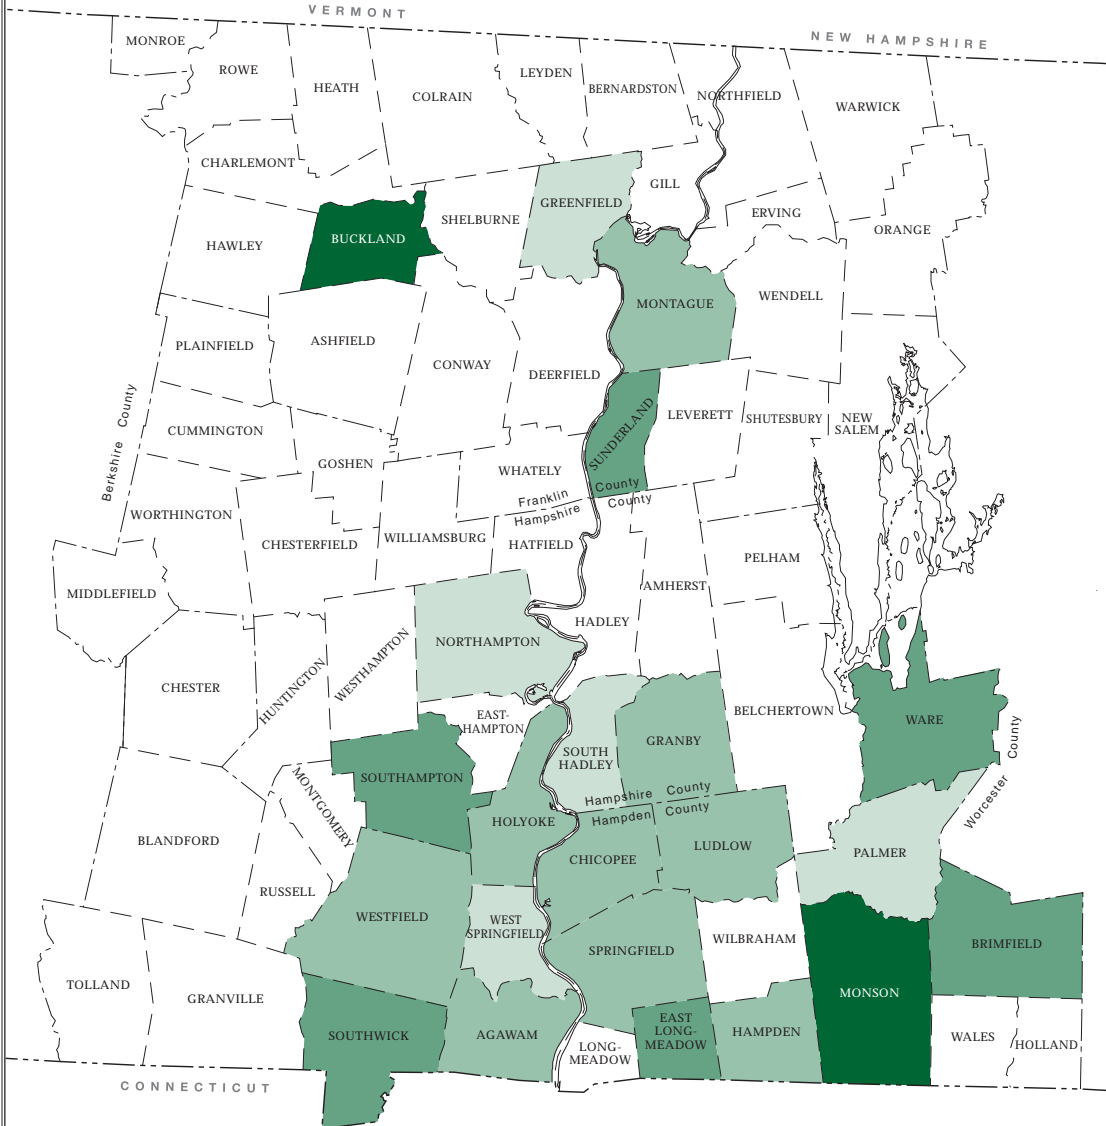 VERMONT
NEW HAMPSHIRE
MONROE
ROWE
HEATH
COLRAIN
LEYDEN
BERNARDSTON
NORTHFIELD
WARWICK
CHARLEMONT
GILL
GREENFIELD
ERVING
SHELBURNE
BUCKLAND
HAWLEY
ORANGE
MONTAGUE
WENDELL
PLAINFIELD
ASHFIELD
CONWAY
DEERFIELD
Berkshire County
CUMMINGTON
SUNDERLAND
LEVERETT
SHUTESBURY
NEW
SALEM
GOSHEN
WHATELY
Franklin County
Hampshire County
WORTHINGTON
CHESTERFIELD
WILLIAMSBURG
HATFIELD
PELHAM
MIDDLEFIELD
AMHERST
HADLEY
NORTHAMPTON
CHESTER
HUNTINGTON
WESTHAMPTON
EAST-
HAMPTON
BELCHERTOWN
WARE
SOUTH
HADLEY
GRANBY
Worcester County
SOUTHAMPTON
MONTGOMERY
Hampshire County
Hampden County
HOLYOKE
BLANDFORD
CHICOPEE
LUDLOW
PALMER
RUSSELL
WESTFIELD
WEST
SPRINGFIELD
SPRINGFIELD
WILBRAHAM
BRIMFIELD
TOLLAND
GRANVILLE
MONSON
SOUTHWICK
AGAWAM
EAST
LONG-
MEADOW
HAMPDEN
LONG-
MEADOW
WALES
HOLLAND
CONNECTICUT